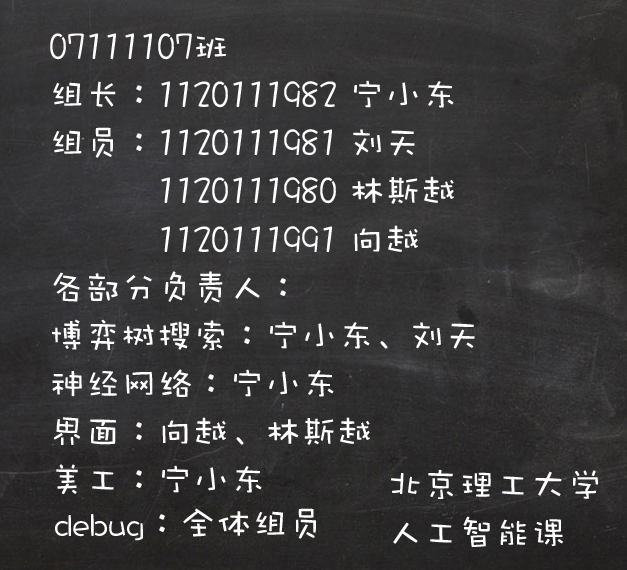 07111107班
组长：1120111982 宁小东
组员：1120111981 刘天
1120111980 林斯越
1120111991 向越
各部分负责人：
博弈树搜索：宁小东、刘天
神经网络：宁小东
界面：向越、林斯越
美工：宁小东
debug：全体组员
北京理工大学
人工智能课